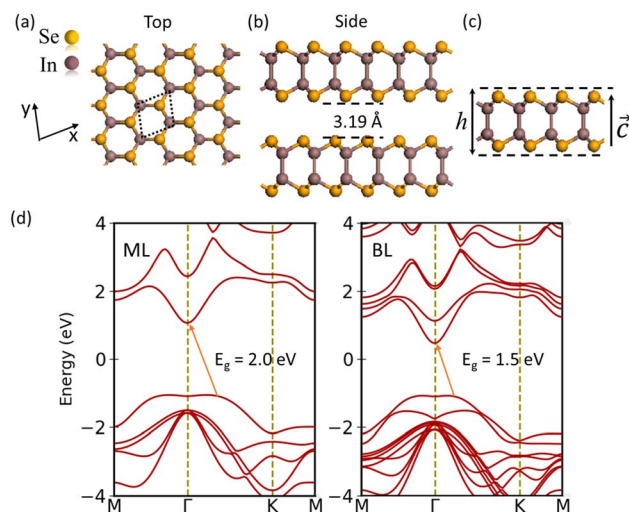 (a)
Top
(b)
Side
(c)
Se
In
y
x
3.19 Å
h
c⃗
(d)
Energy (eV)
4
2
0
−2
−4
ML
E_g = 2.0 eV
M Γ K M
4
2
0
−2
−4
BL
E_g = 1.5 eV
M Γ K M